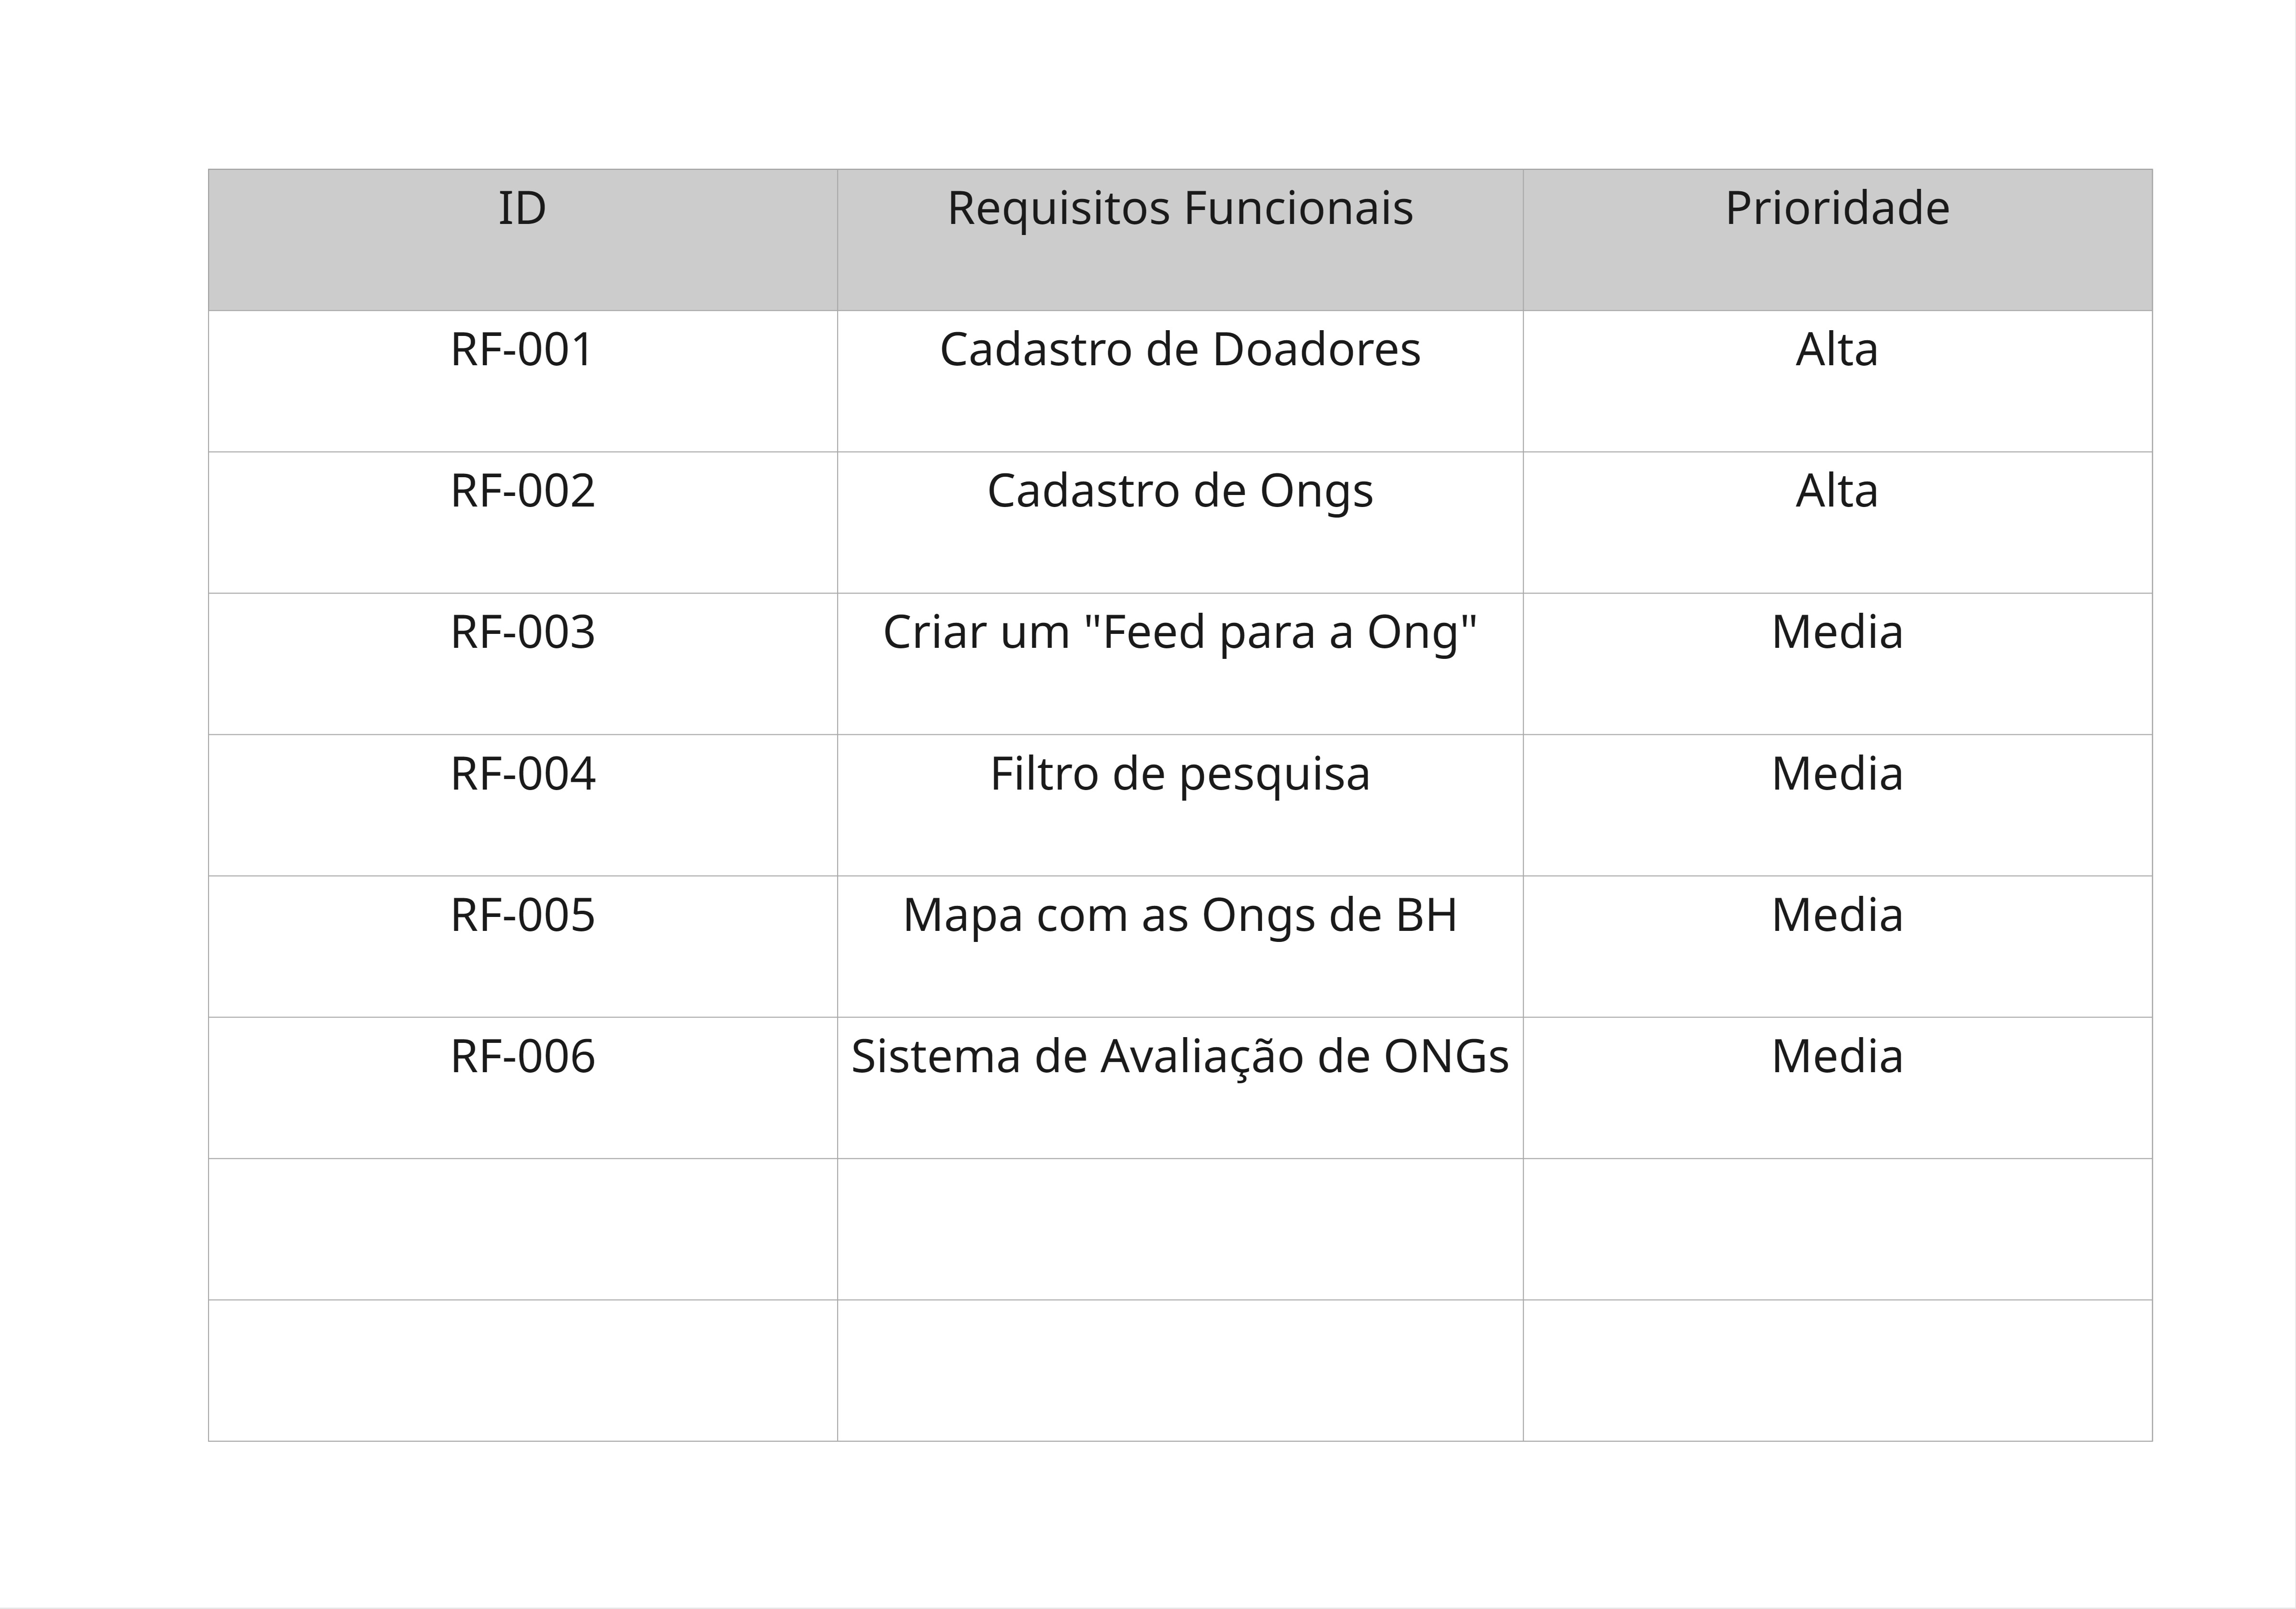 ID Requisitos Funcionais Prioridade
RF-001 Cadastro de Doadores Alta
RF-002 Cadastro de Ongs Alta
RF-003 Criar um "Feed para a Ong" Media
RF-004 Filtro de pesquisa Media
RF-005 Mapa com as Ongs de BH Media
RF-006 Sistema de Avaliação de ONGs Media